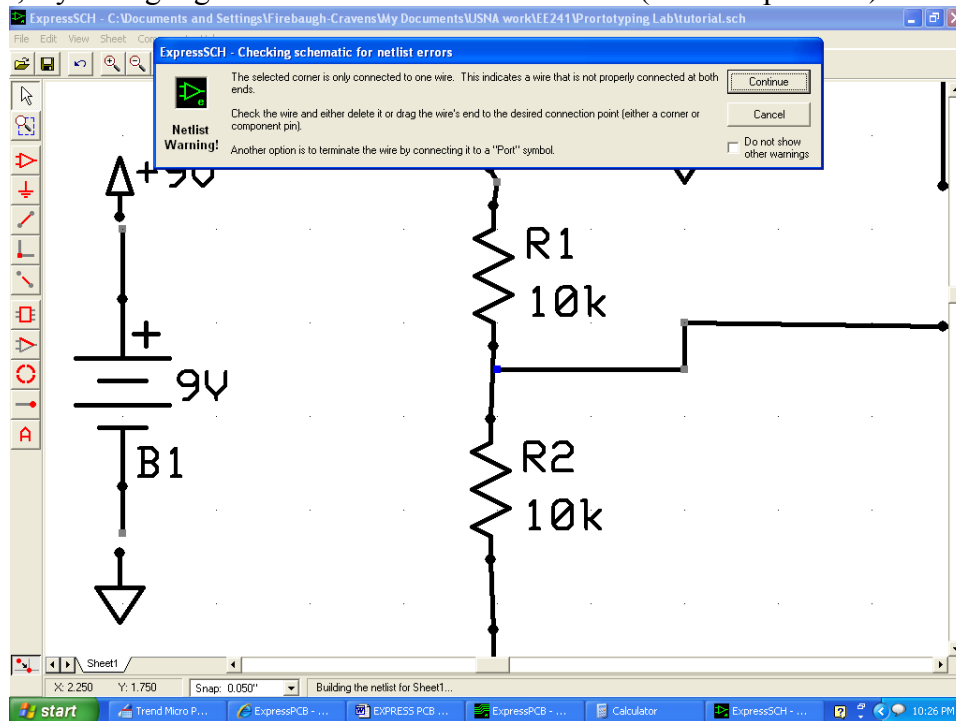 ExpressSCH - C:\Documents and Settings\Firebaugh-Cravens\My Documents\USNA work\EE241\Prortotyping Lab\tutorial.sch
File Edit View Sheet
ExpressSCH - Checking schematic for netlist errors
The selected corner is only connected to one wire. This indicates a wire that is not properly connected at both
ends.
Check the wire and either delete it or drag the wire's end to the desired connection point (either a corner or
component pin).
Another option is to terminate the wire by connecting it to a "Port" symbol.
Netlist
Warning!
Continue
Cancel
Do not show
other warnings
+9V
R1
10k
+
9V
B1
R2
10k
Sheet1
X: 2.250 Y: 1.750 Snap: 0.050" Building the netlist for Sheet1...
start Trend Micro P... ExpressPCB - ... EXPRESS PCB ... ExpressPCB - ... Calculator ExpressSCH - ... 10:26 PM